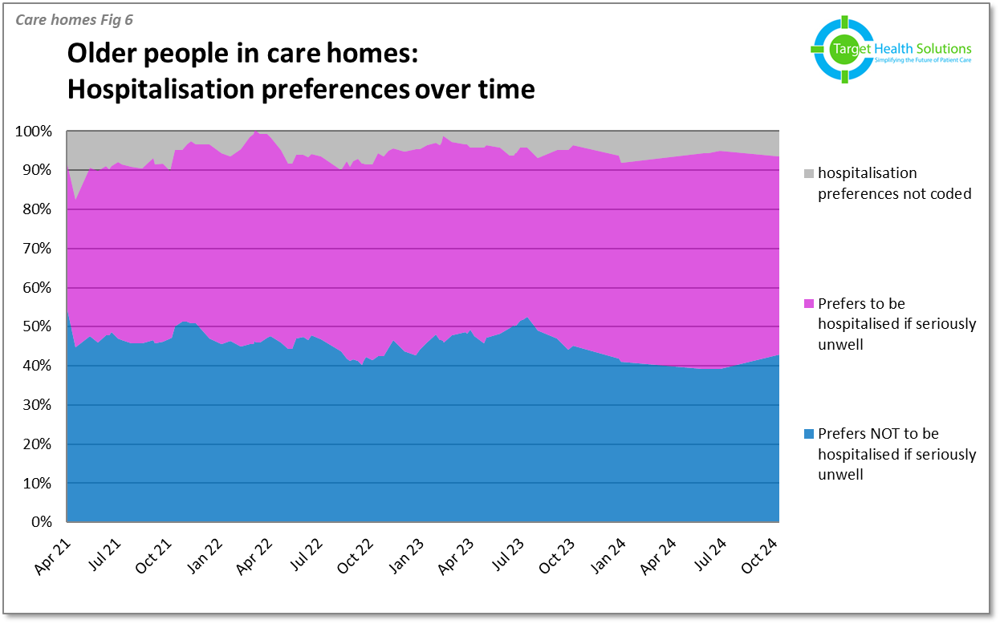 Care homes Fig 6
Older people in care homes:
Hospitalisation preferences over time
Target Health Solutions
Simplifying the Future of Patient Care
100%
90%
80%
70%
60%
50%
40%
30%
20%
10%
0%
Apr 21
Jul 21
Oct 21
Jan 22
Apr 22
Jul 22
Oct 22
Jan 23
Apr 23
Jul 23
Oct 23
Jan 24
Apr 24
Jul 24
Oct 24
hospitalisation
preferences not coded
Prefers to be
hospitalised if seriously
unwell
Prefers NOT to be
hospitalised if seriously
unwell